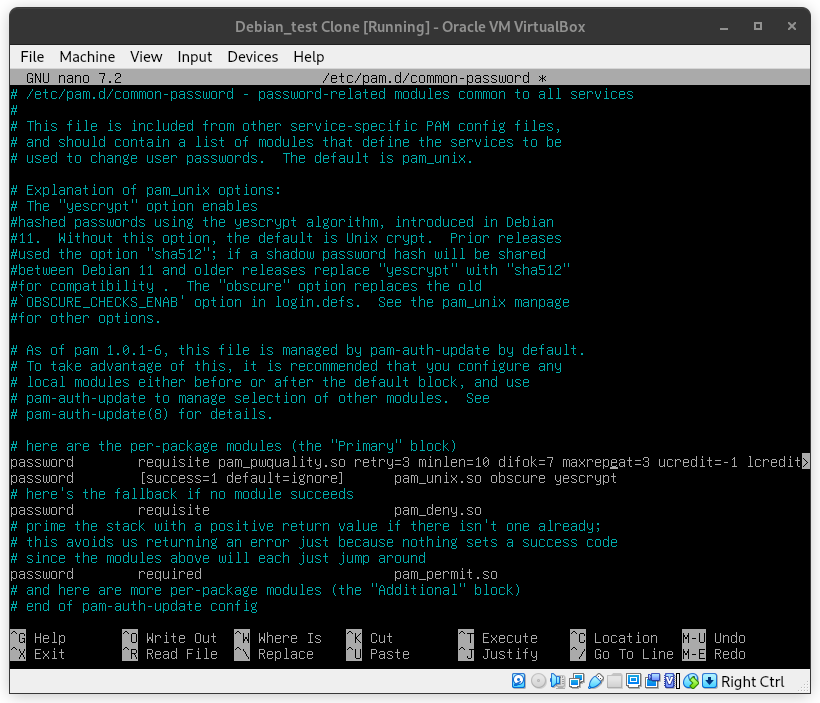 Debian_test Clone [Running] - Oracle VM VirtualBox
File Machine View Input Devices Help
GNU nano 7.2 /etc/pam.d/common-password *
# /etc/pam.d/common-password - password-related modules common to all services
#
# This file is included from other service-specific PAM config files,
# and should contain a list of modules that define the services to be
# used to change user passwords.  The default is pam_unix.

# Explanation of pam_unix options:
# The "yescrypt" option enables
#hashed passwords using the yescrypt algorithm, introduced in Debian
#11.  Without this option, the default is Unix crypt.  Prior releases
#used the option "sha512"; if a shadow password hash will be shared
#between Debian 11 and older releases replace "yescrypt" with "sha512"
#for compatibility .  The "obscure" option replaces the old
#`OBSCURE_CHECKS_ENAB' option in login.defs.  See the pam_unix manpage
#for other options.

# As of pam 1.0.1-6, this file is managed by pam-auth-update by default.
# To take advantage of this, it is recommended that you configure any
# local modules either before or after the default block, and use
# pam-auth-update to manage selection of other modules.  See
# pam-auth-update(8) for details.

# here are the per-package modules (the "Primary" block)
password        requisite pam_pwquality.so retry=3 minlen=10 difok=7 maxrepeat=3 ucredit=-1 lcredit>
password        [success=1 default=ignore]      pam_unix.so obscure yescrypt
# here's the fallback if no module succeeds
password        requisite                       pam_deny.so
# prime the stack with a positive return value if there isn't one already;
# this avoids us returning an error just because nothing sets a success code
# since the modules above will each just jump around
password        required                        pam_permit.so
# and here are more per-package modules (the "Additional" block)
# end of pam-auth-update config
^G Help ^O Write Out ^W Where Is ^K Cut ^T Execute ^C Location M-U Undo
^X Exit ^R Read File ^\ Replace ^U Paste ^J Justify ^/ Go To Line M-E Redo
Right Ctrl